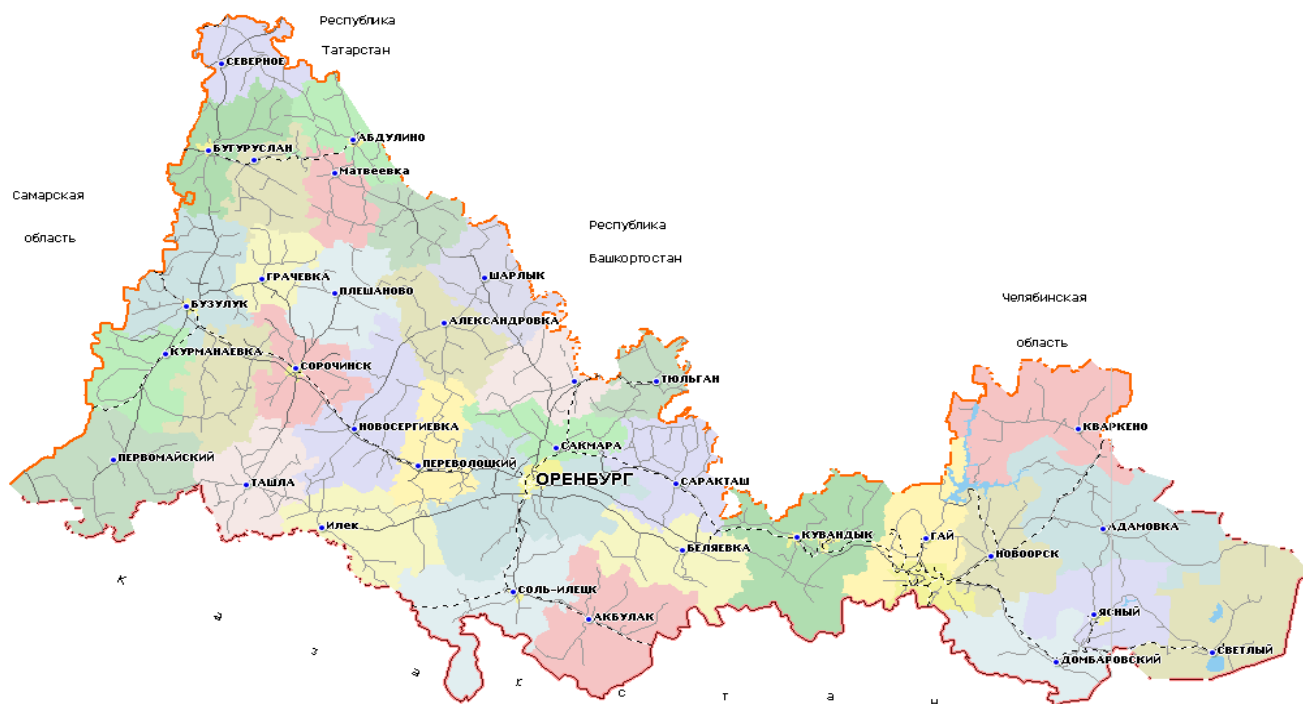 Республика
Татарстан
СЕВЕРНОЕ
АБДУЛИНО
БУГУРУСЛАН
Матвеевка
Самарская
область
Республика
Башкортостан
ШАРЛЫК
ГРАЧЕВКА
ПЛЕШАНОВО
Челябинская
область
БУЗУЛУК
АЛЕКСАНДРОВКА
КУРМАНАЕВКА
СОРОЧИНСК
ТЮЛЬГАН
НОВОСЕРГИЕВКА
КВАРКЕНО
САКМАРА
ПЕРВОМАЙСКИЙ
ПЕРЕВОЛОЦКИЙ
ОРЕНБУРГ
ТАШЛА
САРАКТАШ
Илек
АДАМОВКА
КУВАНДЫК
ГАЙ
БЕЛЯЕВКА
НОВООРСК
СОЛЬ-ИЛЕЦК
АКБУЛАК
ЯСНЫЙ
СВЕТЛЫЙ
ДОМБАРОВСКИЙ
К а з а х с т а н